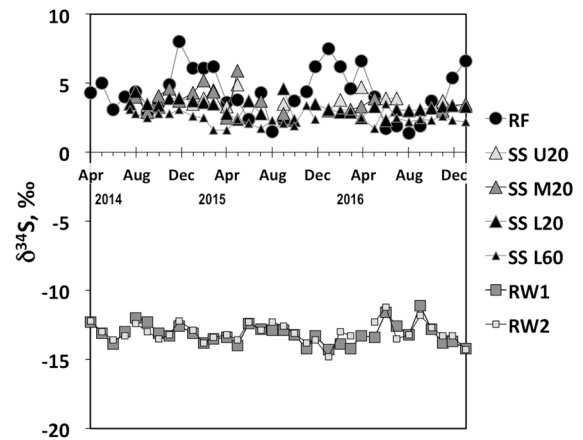 10
5
0
-5
-10
-15
-20
δ³⁴S, ‰
Apr Aug Dec Apr Aug Dec Apr Aug Dec
2014 2015 2016
RF
SS U20
SS M20
SS L20
SS L60
RW1
RW2